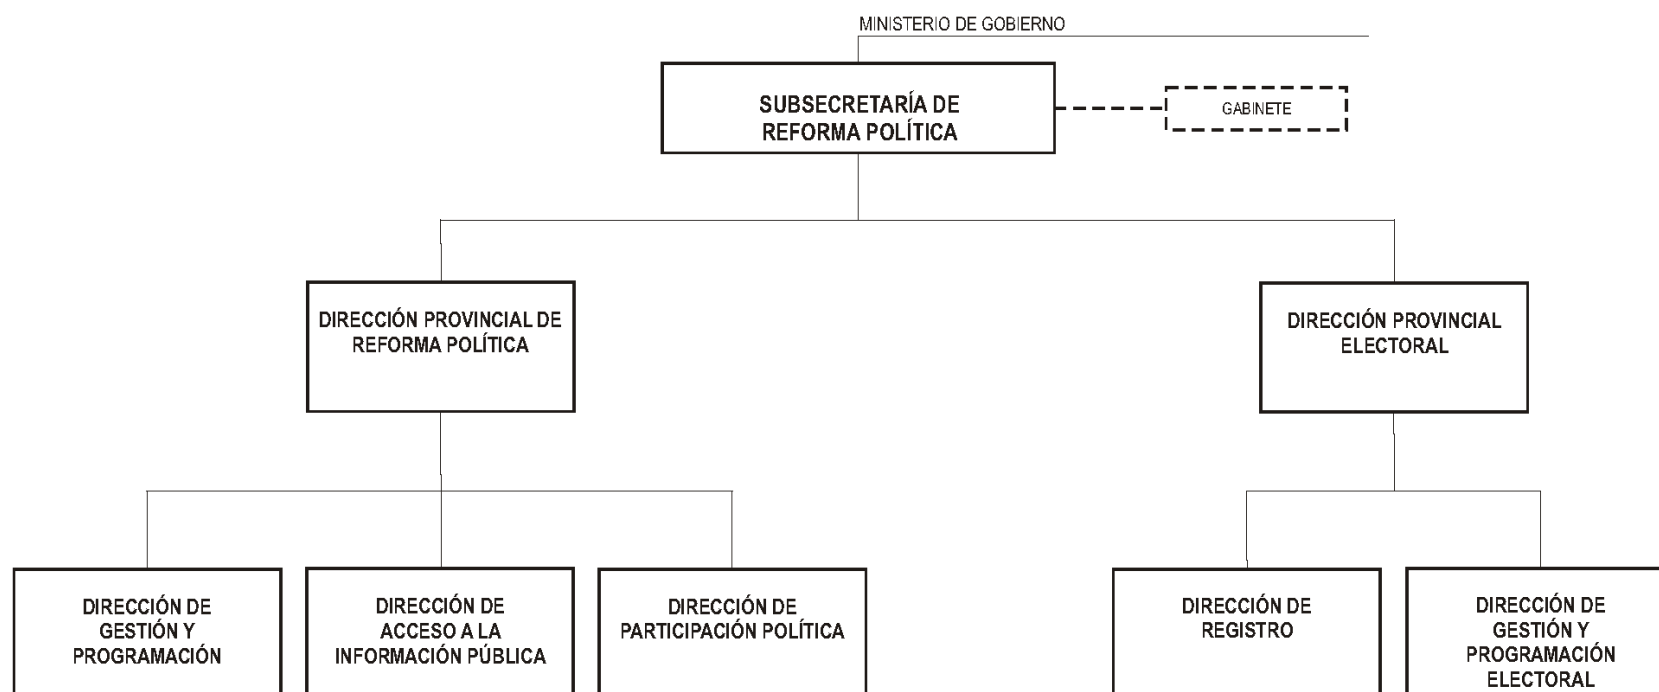 MINISTERIO DE GOBIERNO
SUBSECRETARÍA DE
REFORMA POLÍTICA
GABINETE
DIRECCIÓN PROVINCIAL DE
REFORMA POLÍTICA
DIRECCIÓN PROVINCIAL
ELECTORAL
DIRECCIÓN DE
GESTIÓN Y
PROGRAMACIÓN
DIRECCIÓN DE
ACCESO A LA
INFORMACIÓN PÚBLICA
DIRECCIÓN DE
PARTICIPACIÓN POLÍTICA
DIRECCIÓN DE
REGISTRO
DIRECCIÓN DE
GESTIÓN Y
PROGRAMACIÓN
ELECTORAL